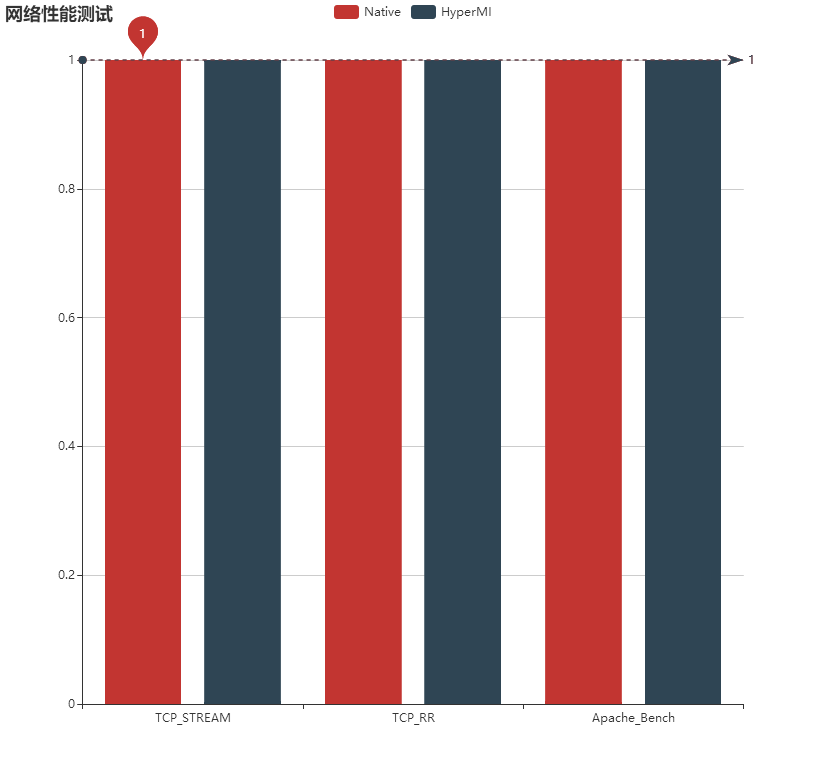 网络性能测试
Native HyperMI
1
1 1
0.8
0.6
0.4
0.2
0
TCP_STREAM TCP_RR Apache_Bench